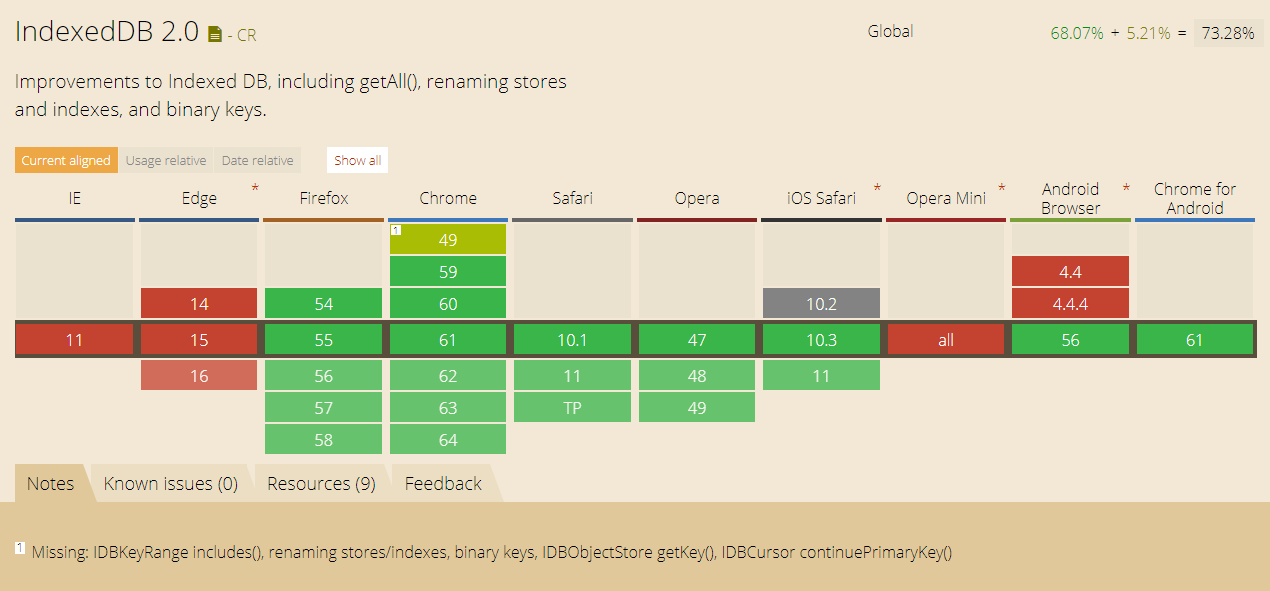 IndexedDB 2.0 - CR
Global
68.07% + 5.21% = 73.28%
Improvements to Indexed DB, including getAll(), renaming stores
and indexes, and binary keys.
Current aligned Usage relative Date relative Show all
IE Edge * Firefox Chrome Safari Opera iOS Safari * Opera Mini * Android Browser * Chrome for Android
1 49
59 4.4
14 54 60 10.2 4.4.4
11 15 55 61 10.1 47 10.3 all 56 61
16 56 62 11 48 11
57 63 TP 49
58 64
Notes Known issues (0) Resources (9) Feedback
1 Missing: IDBKeyRange includes(), renaming stores/indexes, binary keys, IDBObjectStore getKey(), IDBCursor continuePrimaryKey()